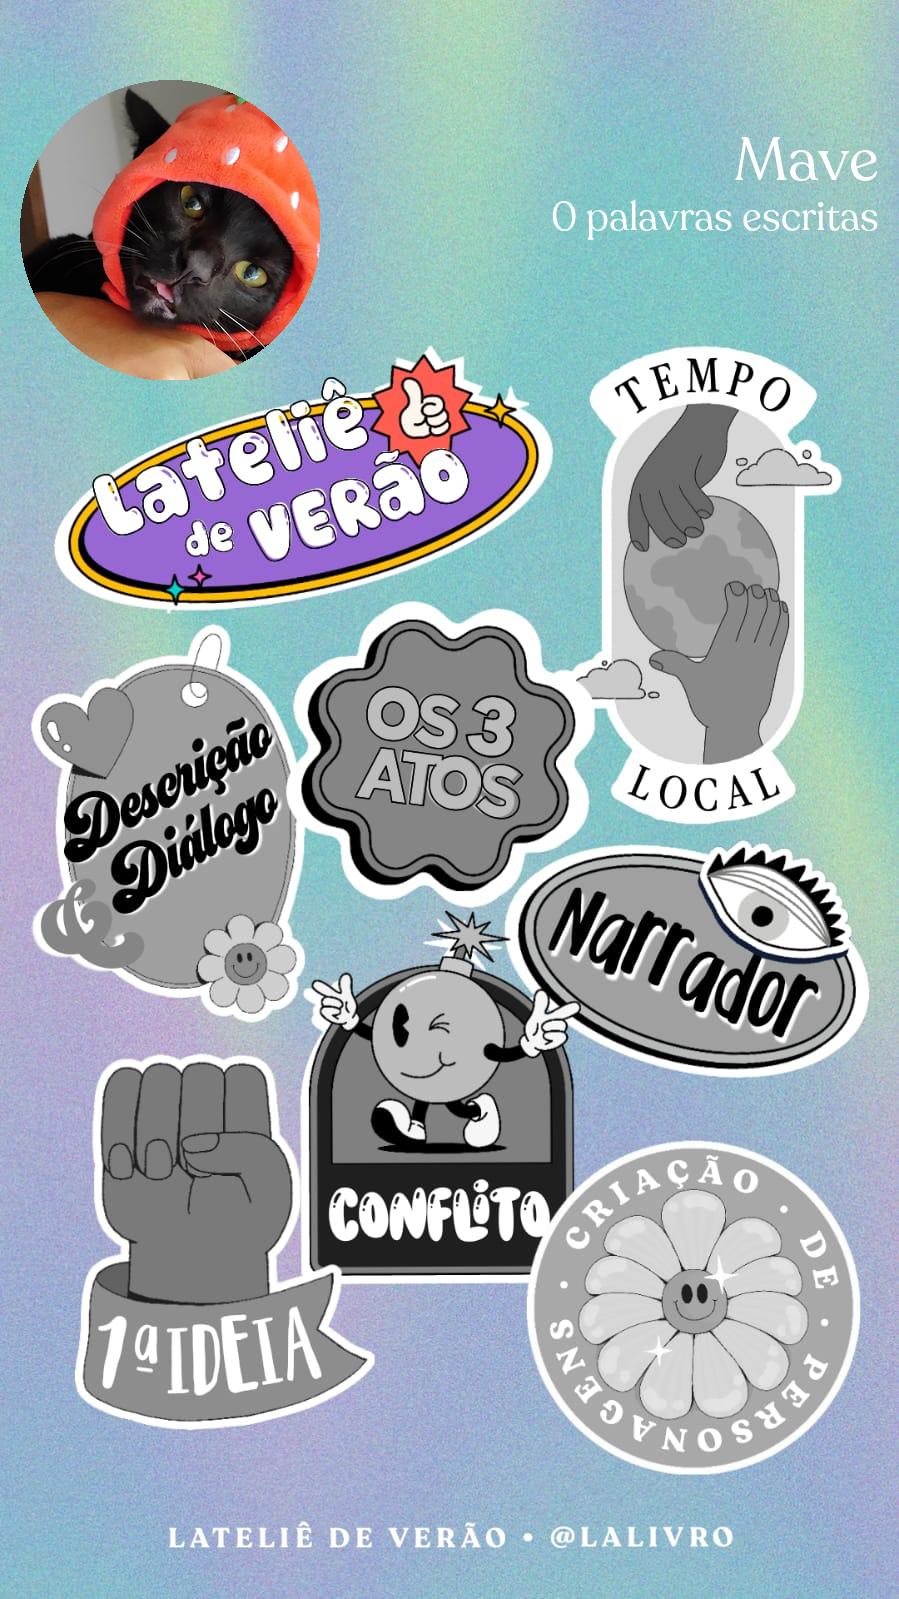 Mave
0 palavras escritas
Lateliê
de VERÃO
TEMPO
LOCAL
OS 3
ATOS
Descrição
&
Diálogo
Narrador
CONFLITO
1ª IDEIA
CRIAÇÃO · DE · PERSONAGENS ·
LATELIÊ DE VERÃO • @LALIVRO